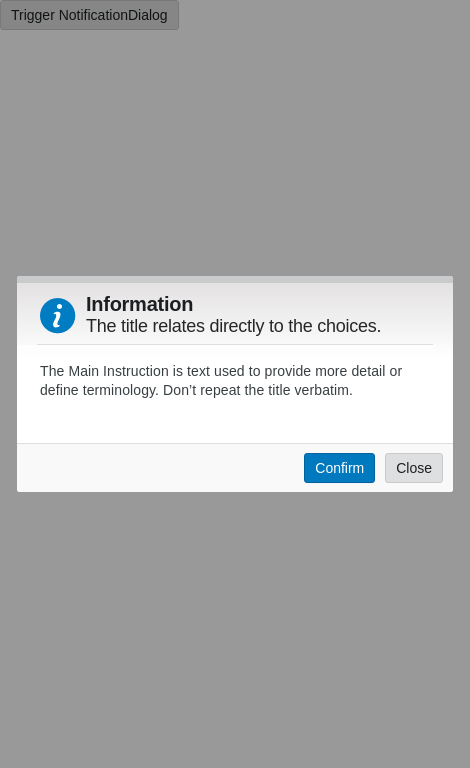 Trigger NotificationDialog
Information
The title relates directly to the choices.
The Main Instruction is text used to provide more detail or
define terminology. Don’t repeat the title verbatim.
Confirm Close